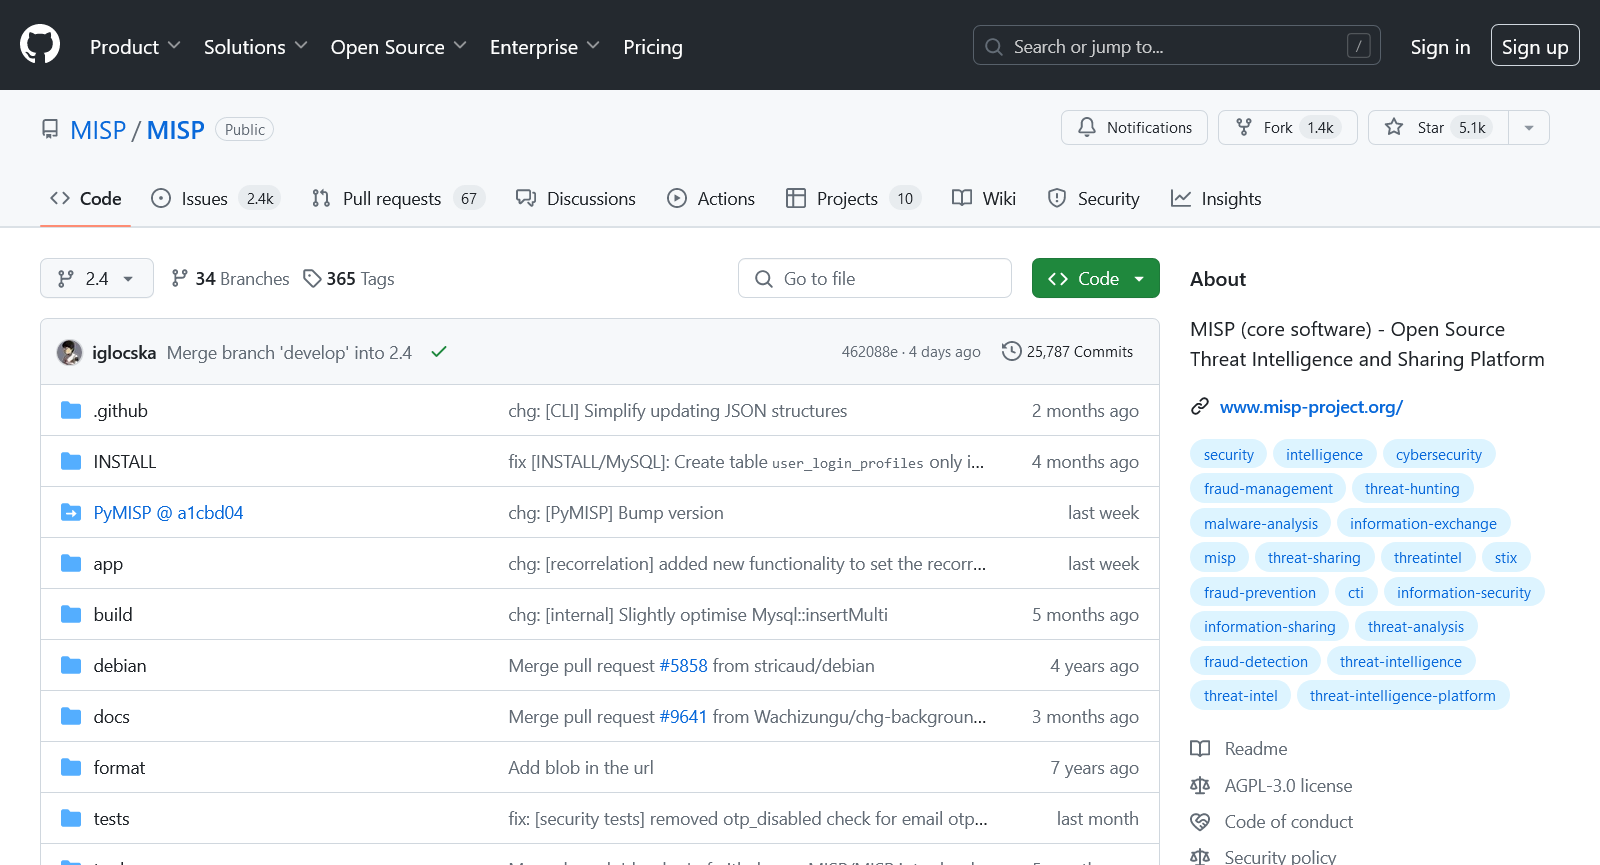 Product Solutions Open Source Enterprise Pricing Search or jump to... / Sign in Sign up
MISP / MISP Public Notifications Fork 1.4k Star 5.1k
Code Issues 2.4k Pull requests 67 Discussions Actions Projects 10 Wiki Security Insights
2.4 34 Branches 365 Tags Go to file Code
iglocska Merge branch 'develop' into 2.4 462088e · 4 days ago 25,787 Commits
.github chg: [CLI] Simplify updating JSON structures 2 months ago
INSTALL fix [INSTALL/MySQL]: Create table user_login_profiles only i... 4 months ago
PyMISP @ a1cbd04 chg: [PyMISP] Bump version last week
app chg: [recorrelation] added new functionality to set the recorr... last week
build chg: [internal] Slightly optimise Mysql::insertMulti 5 months ago
debian Merge pull request #5858 from stricaud/debian 4 years ago
docs Merge pull request #9641 from Wachizungu/chg-backgroun... 3 months ago
format Add blob in the url 7 years ago
tests fix: [security tests] removed otp_disabled check for email otp... last month
About
MISP (core software) - Open Source
Threat Intelligence and Sharing Platform
www.misp-project.org/
security intelligence cybersecurity
fraud-management threat-hunting
malware-analysis information-exchange
misp threat-sharing threatintel stix
fraud-prevention cti information-security
information-sharing threat-analysis
fraud-detection threat-intelligence
threat-intel threat-intelligence-platform
Readme
AGPL-3.0 license
Code of conduct
Security policy